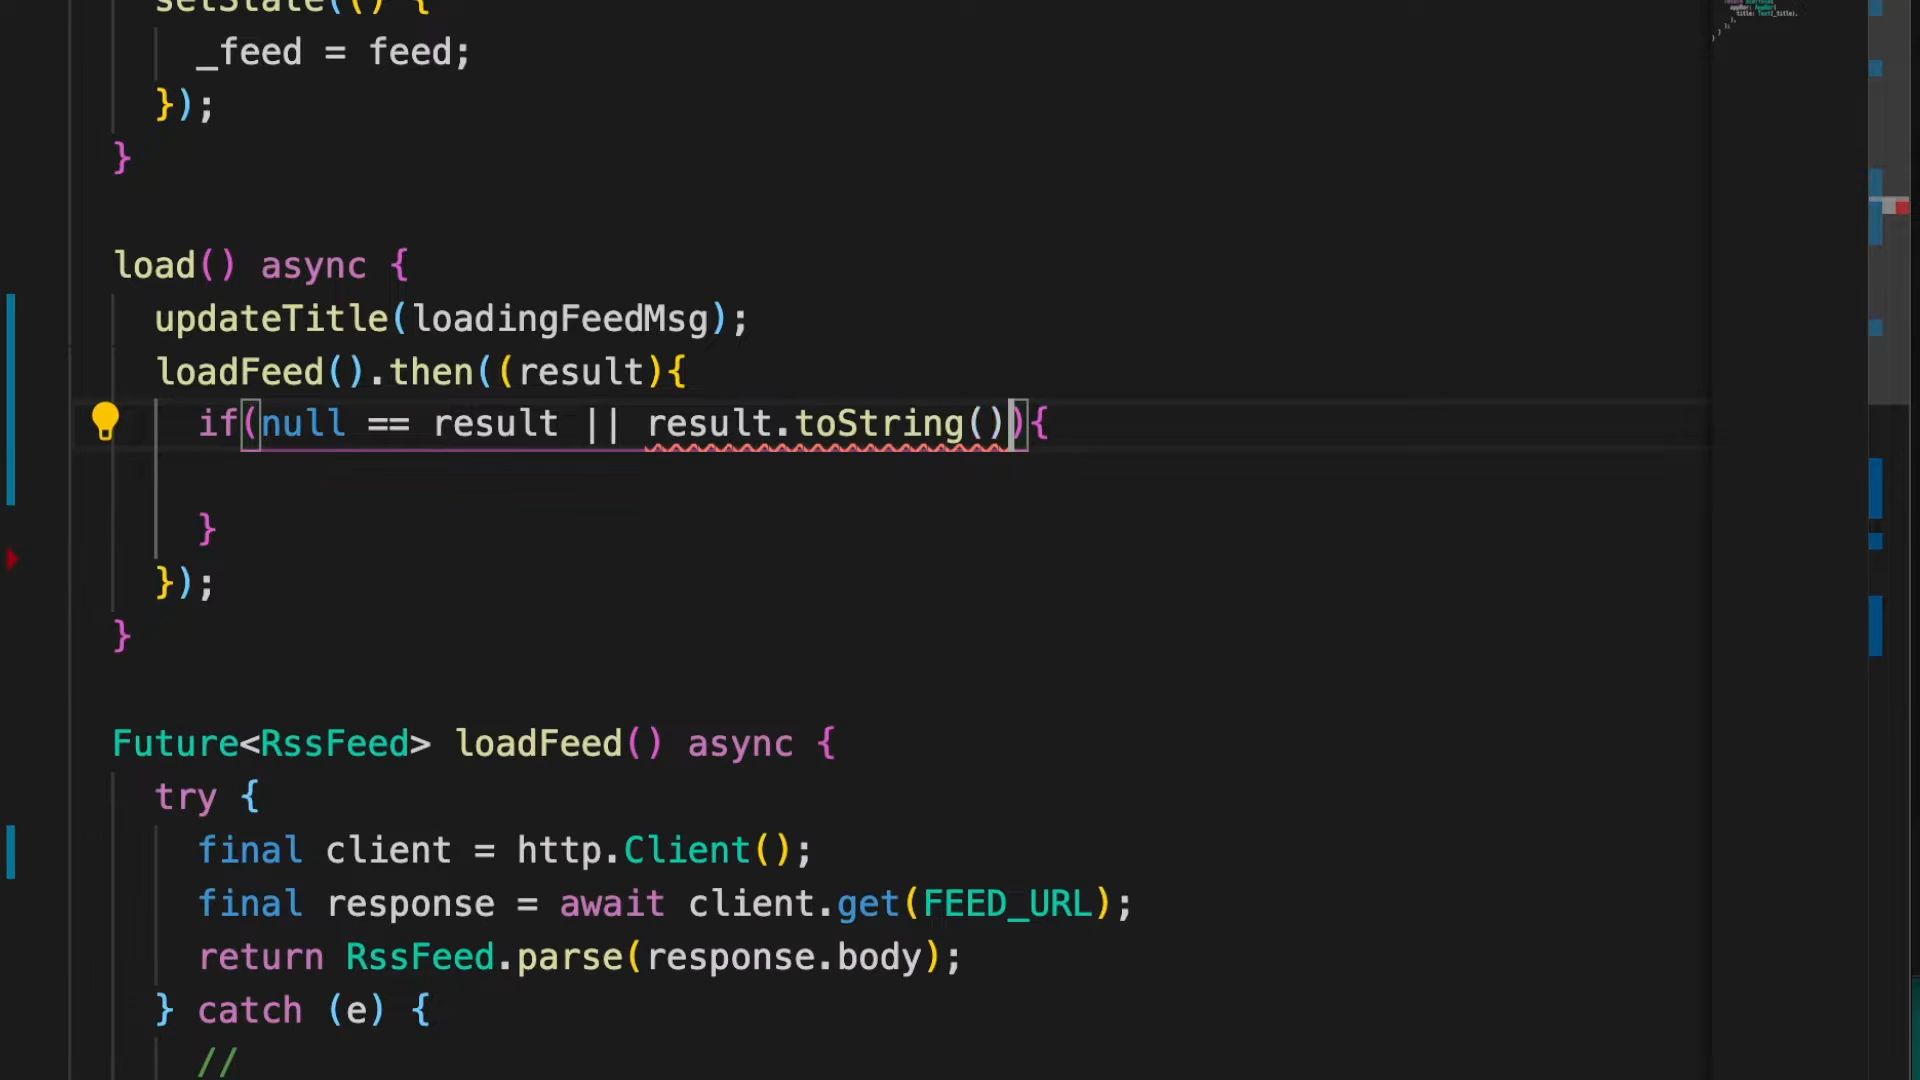 setState(() {
_feed = feed;
});
}
load() async {
updateTitle(loadingFeedMsg);
loadFeed().then((result){
if(null == result || result.toString()){
}
});
}
Future<RssFeed> loadFeed() async {
try {
final client = http.Client();
final response = await client.get(FEED_URL);
return RssFeed.parse(response.body);
} catch (e) {
//